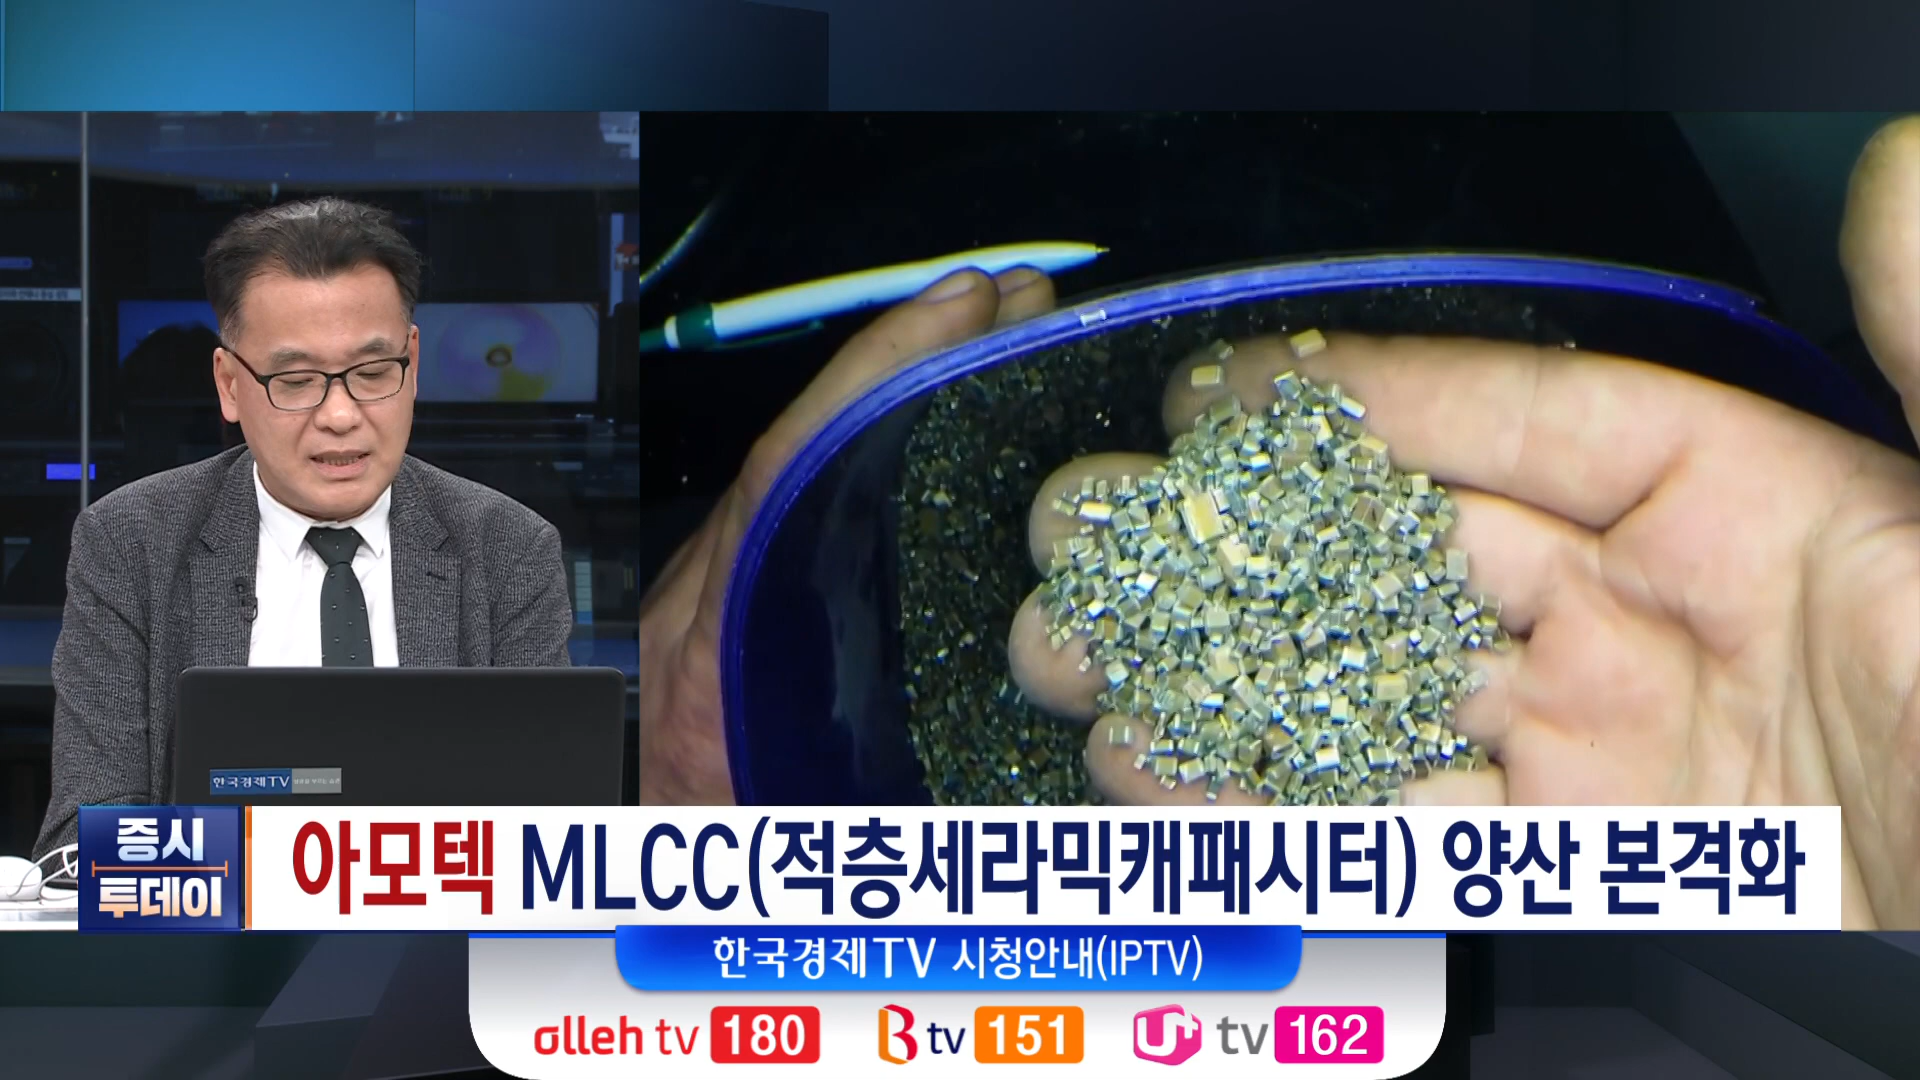 한국경제TV
증시
투데이
아모텍 MLCC(적층세라믹캐패시터) 양산 본격화
한국경제TV 시청안내(IPTV)
olleh tv 180 B tv 151 U+ tv 162